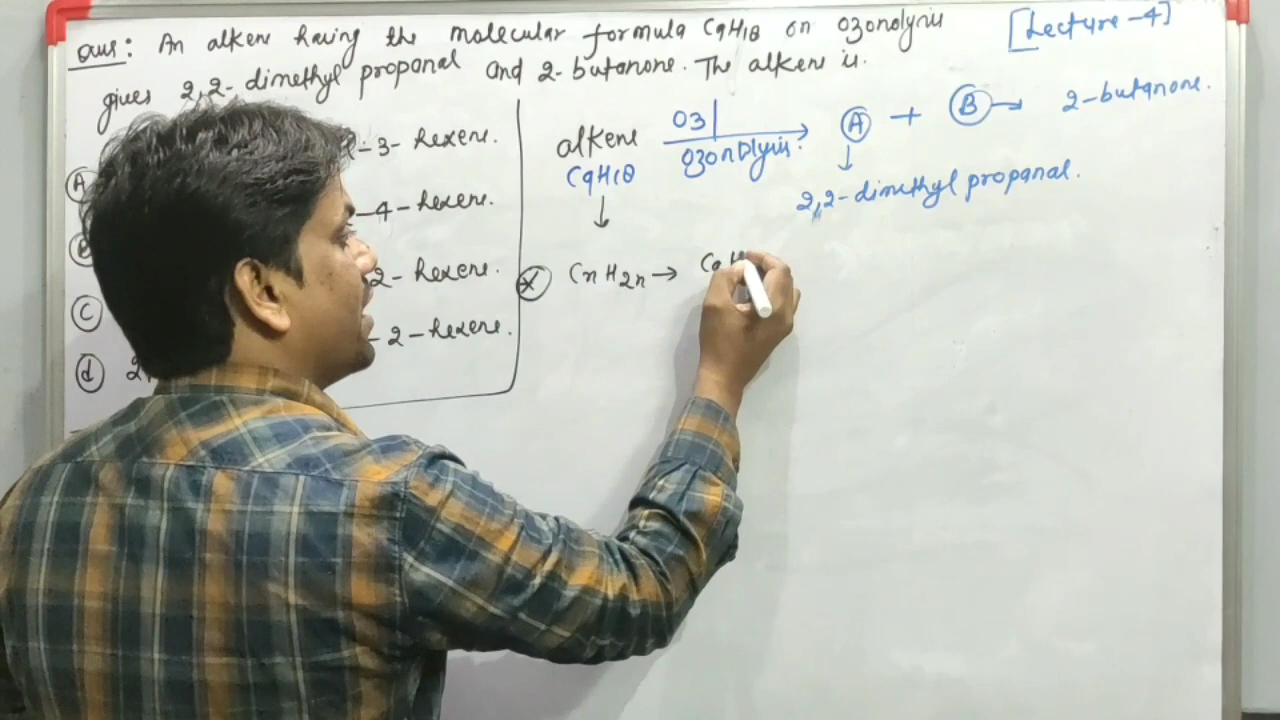 Ques: An alkene having the molecular formula C9H18 on ozonolysis
gives 2,2-dimethyl propanal and 2-butanone. The alkene is.
[Lecture-4]
A -3-hexene.
B -4-hexene.
C 2-hexene.
d 2, -2-hexene.
alkene O3 ozonolysis. A + B → 2-butanone.
C9H18
↓ ↓
2,2-dimethyl propanal.
* CnH2n → C9H